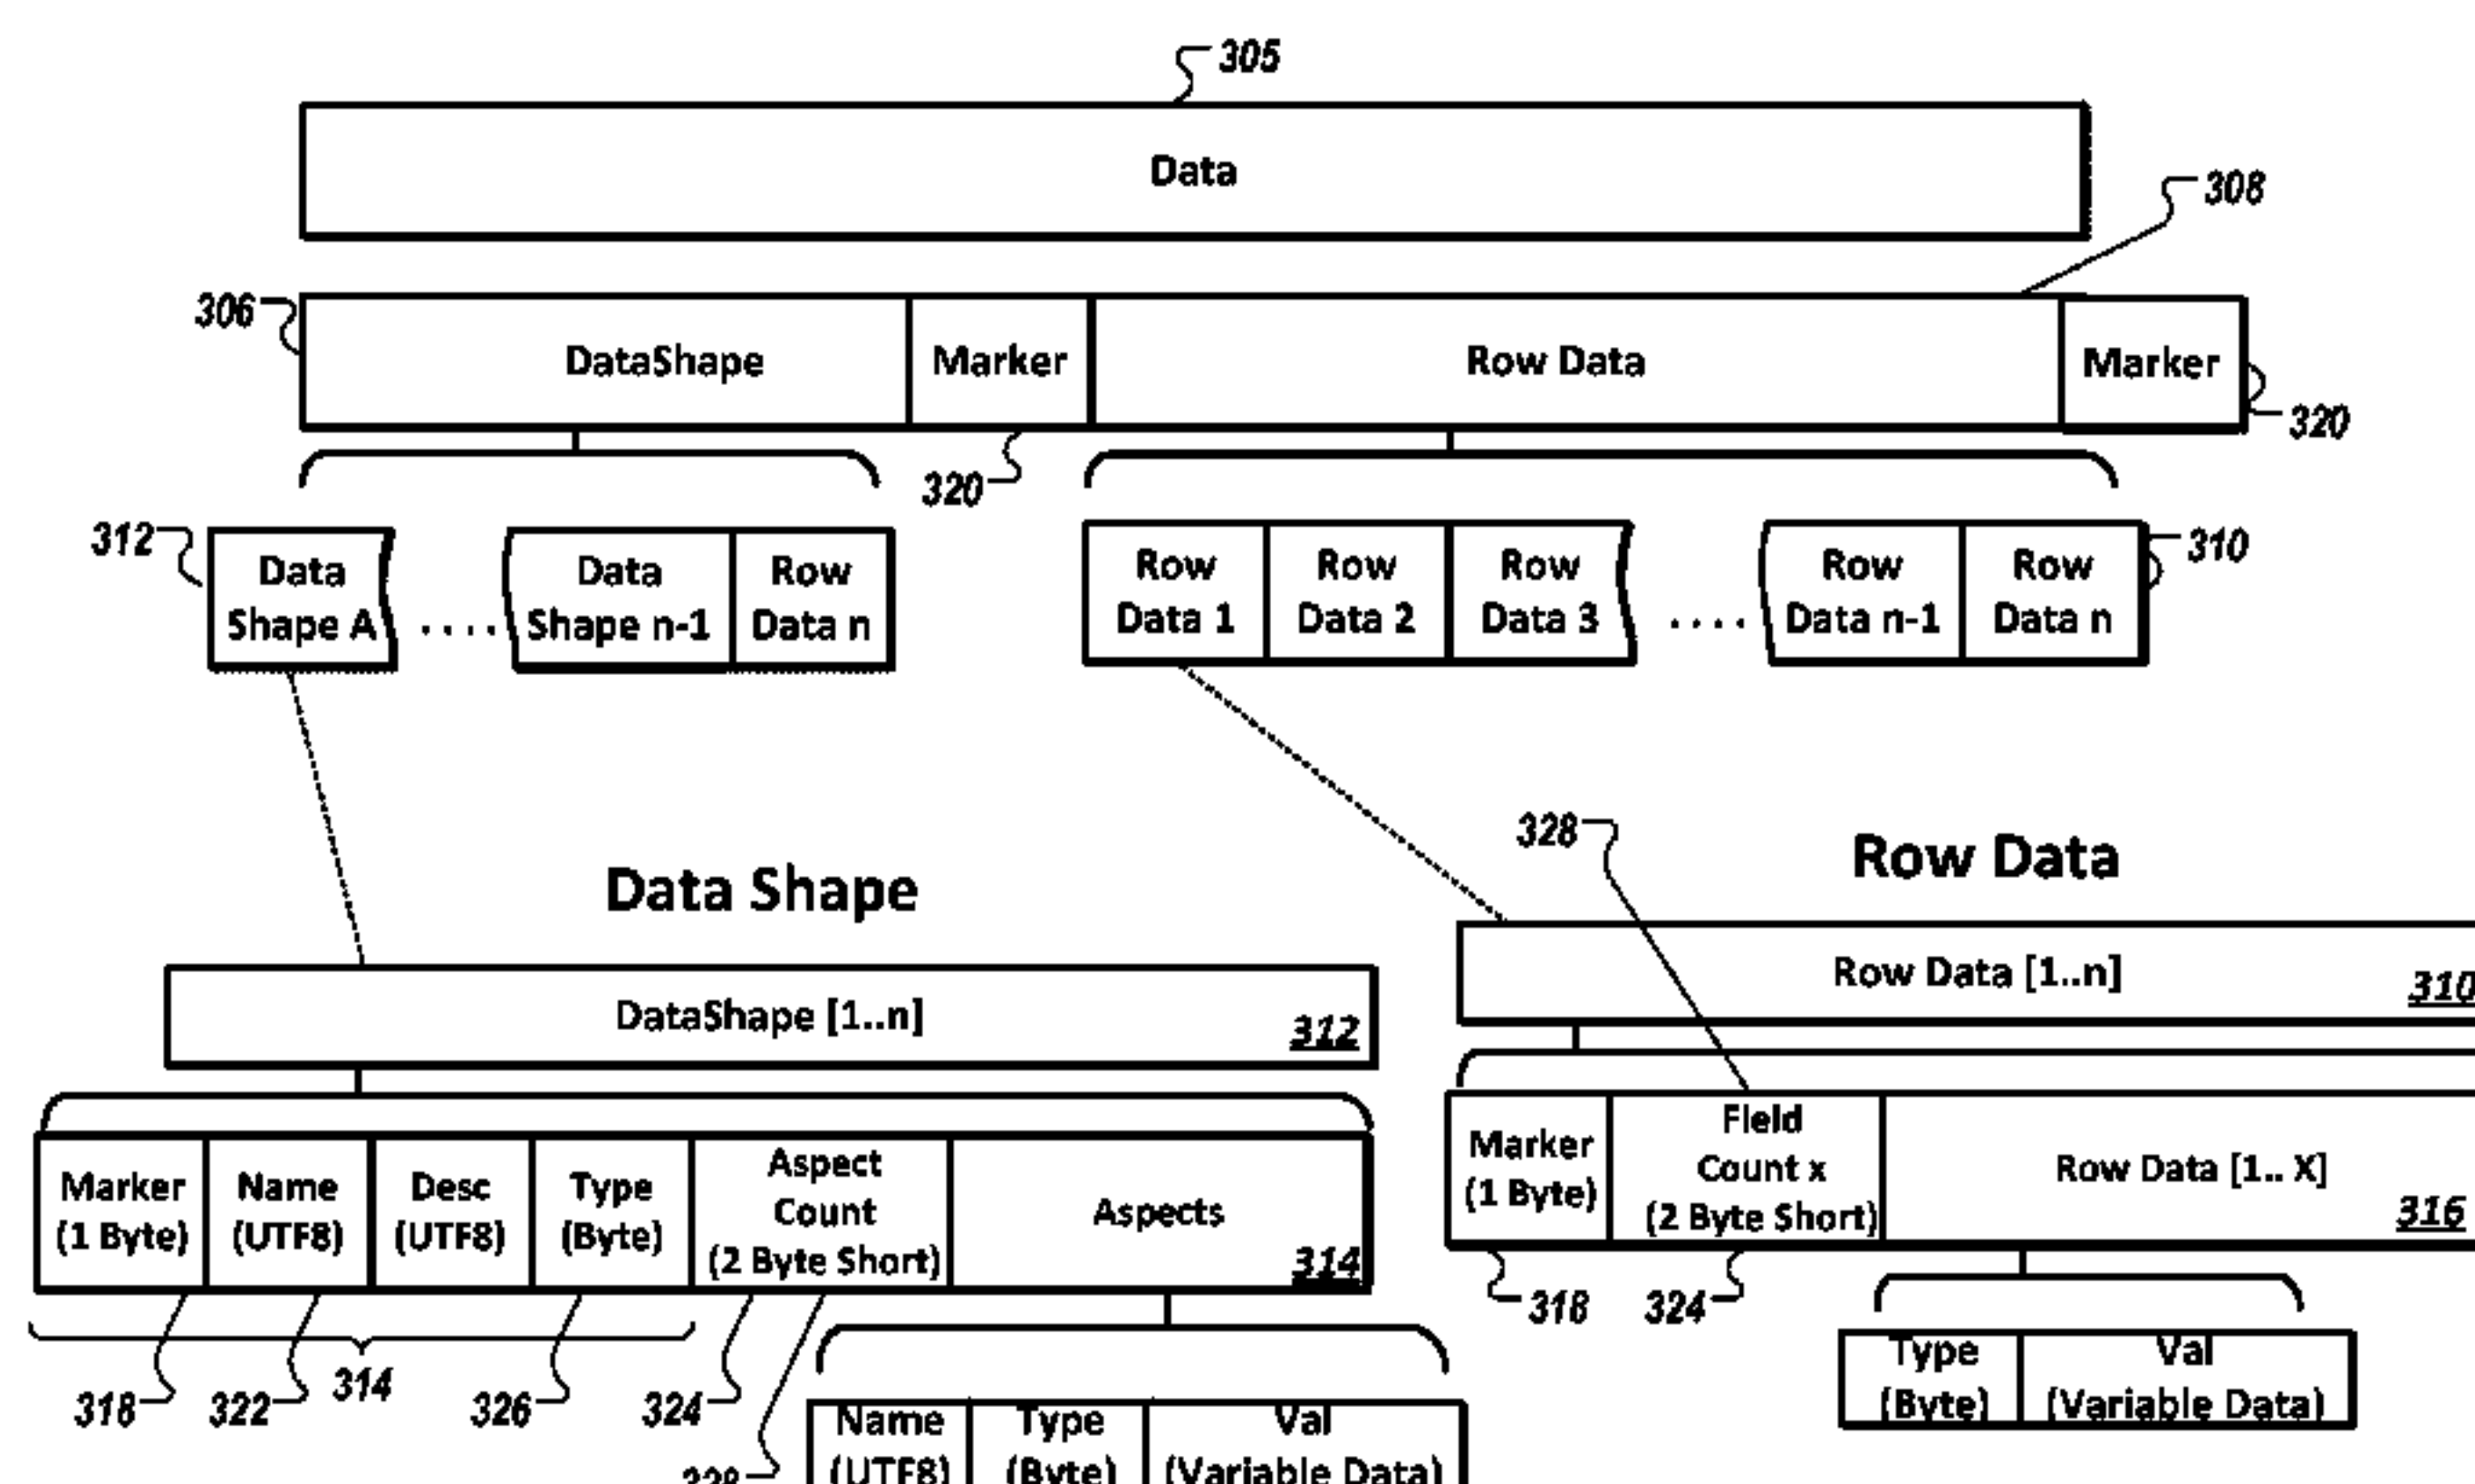 305
Data
308
306
DataShape
Marker
Row Data
Marker
320
320
312
Data
Shape A
....
Data
Shape n-1
Row
Data n
Row
Data 1
Row
Data 2
Row
Data 3
....
Row
Data n-1
Row
Data n
310
328
Data Shape
Row Data
DataShape [1..n]
312
Row Data [1..n]
310
Marker
(1 Byte)
Name
(UTF8)
Desc
(UTF8)
Type
(Byte)
Aspect
Count
(2 Byte Short)
Aspects
314
Marker
(1 Byte)
Field
Count x
(2 Byte Short)
Row Data [1.. X]
316
318
324
318
322
314
326
324
328
Name
(UTF8)
Type
(Byte)
Val
(Variable Data)
Type
(Byte)
Val
(Variable Data)